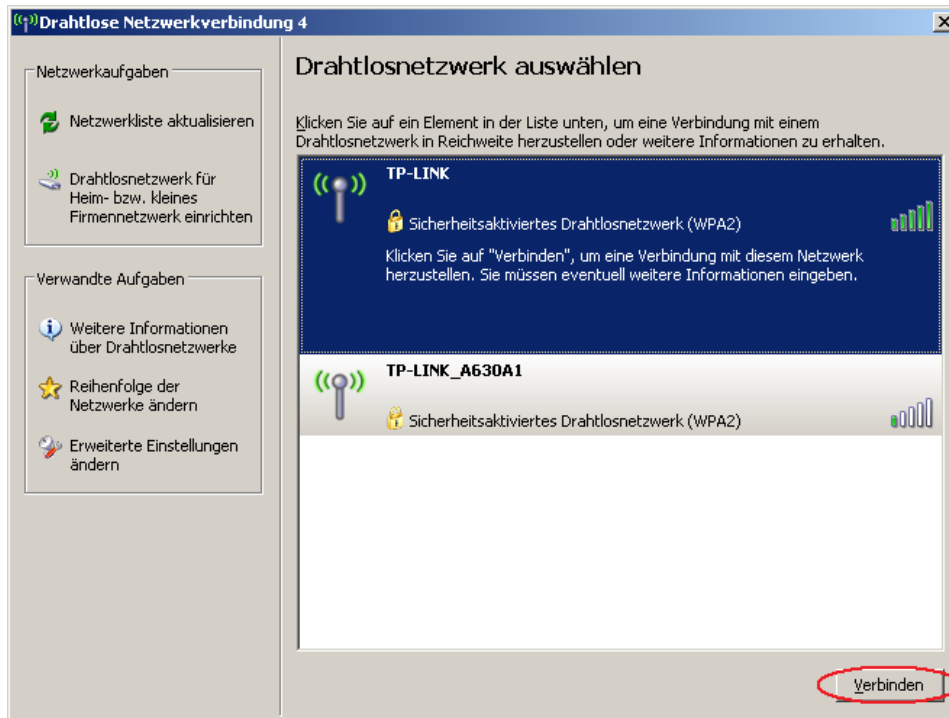 Drahtlose Netzwerkverbindung 4
Netzwerkaufgaben
Netzwerkliste aktualisieren
Drahtlosnetzwerk für
Heim- bzw. kleines
Firmennetzwerk einrichten
Verwandte Aufgaben
Weitere Informationen
über Drahtlosnetzwerke
Reihenfolge der
Netzwerke ändern
Erweiterte Einstellungen
ändern
Drahtlosnetzwerk auswählen
Klicken Sie auf ein Element in der Liste unten, um eine Verbindung mit einem
Drahtlosnetzwerk in Reichweite herzustellen oder weitere Informationen zu erhalten.
TP-LINK
Sicherheitsaktiviertes Drahtlosnetzwerk (WPA2)
Klicken Sie auf "Verbinden", um eine Verbindung mit diesem Netzwerk
herzustellen. Sie müssen eventuell weitere Informationen eingeben.
TP-LINK_A630A1
Sicherheitsaktiviertes Drahtlosnetzwerk (WPA2)
Verbinden